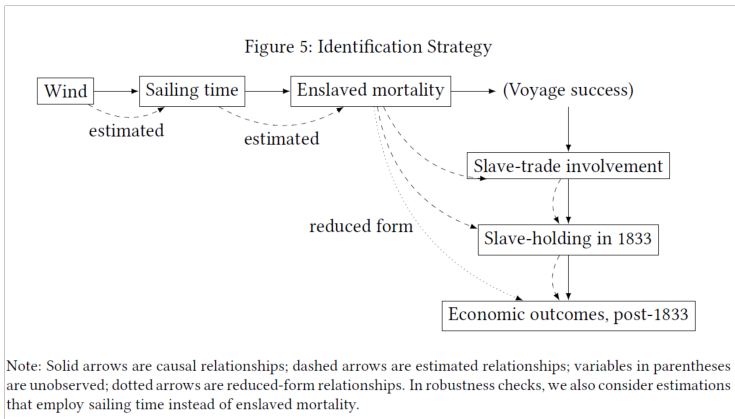 Figure 5: Identification Strategy
Wind
Sailing time
Enslaved mortality
(Voyage success)
estimated
estimated
Slave-trade involvement
reduced form
Slave-holding in 1833
Economic outcomes, post-1833
Note: Solid arrows are causal relationships; dashed arrows are estimated relationships; variables in parentheses
are unobserved; dotted arrows are reduced-form relationships. In robustness checks, we also consider estimations
that employ sailing time instead of enslaved mortality.